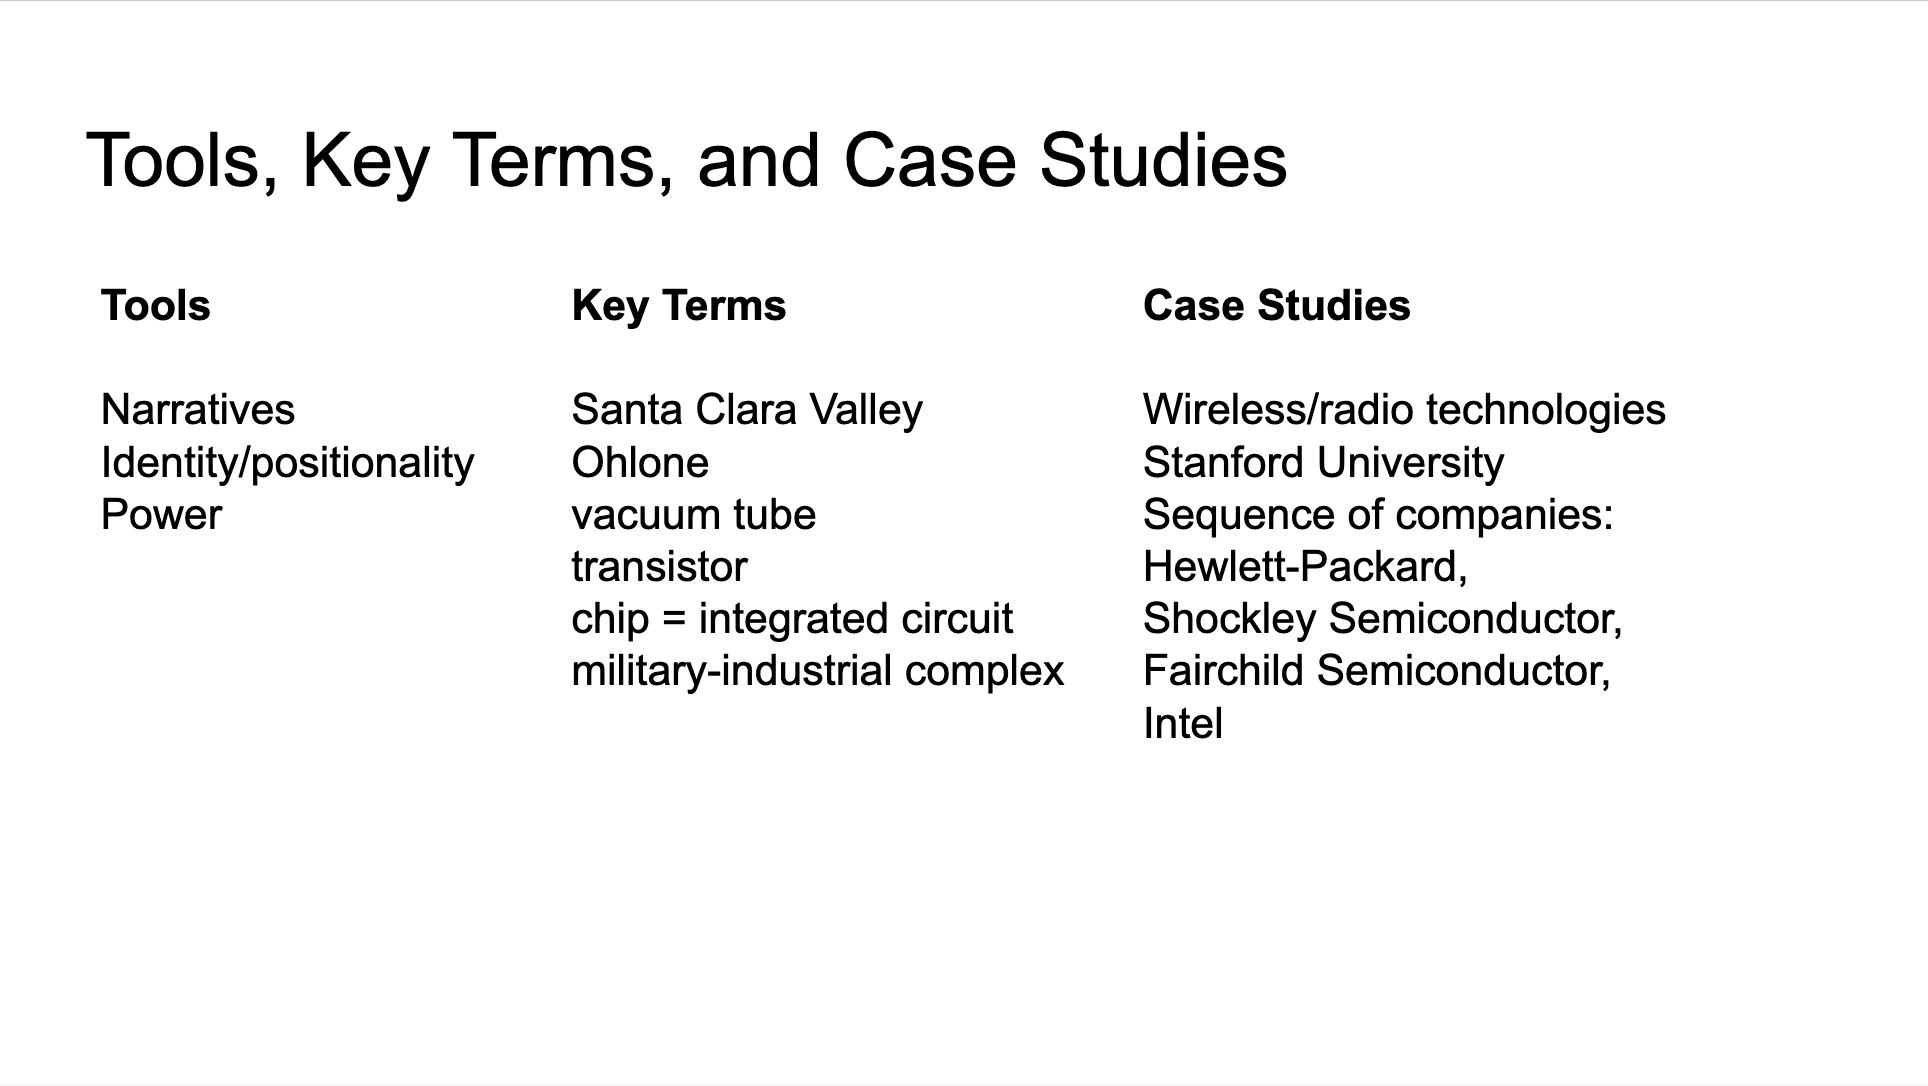 Tools, Key Terms, and Case Studies
Tools
Narratives
Identity/positionality
Power
Key Terms
Santa Clara Valley
Ohlone
vacuum tube
transistor
chip = integrated circuit
military-industrial complex
Case Studies
Wireless/radio technologies
Stanford University
Sequence of companies:
Hewlett-Packard,
Shockley Semiconductor,
Fairchild Semiconductor,
Intel